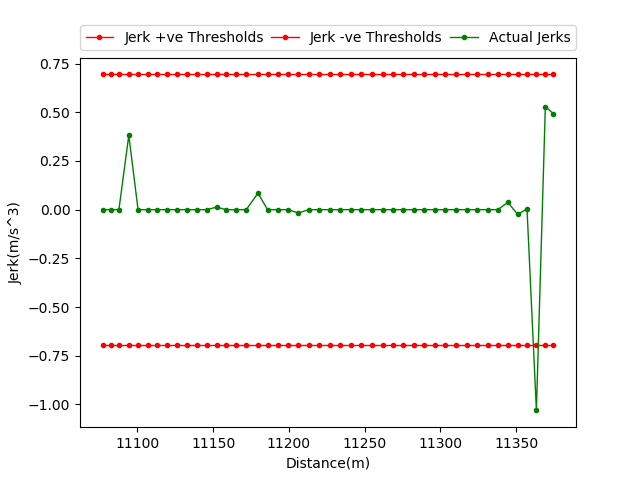 Jerk +ve Thresholds Jerk -ve Thresholds Actual Jerks
0.75
0.50
0.25
0.00
−0.25
−0.50
−0.75
−1.00
Jerk(m/s^3)
11100 11150 11200 11250 11300 11350
Distance(m)